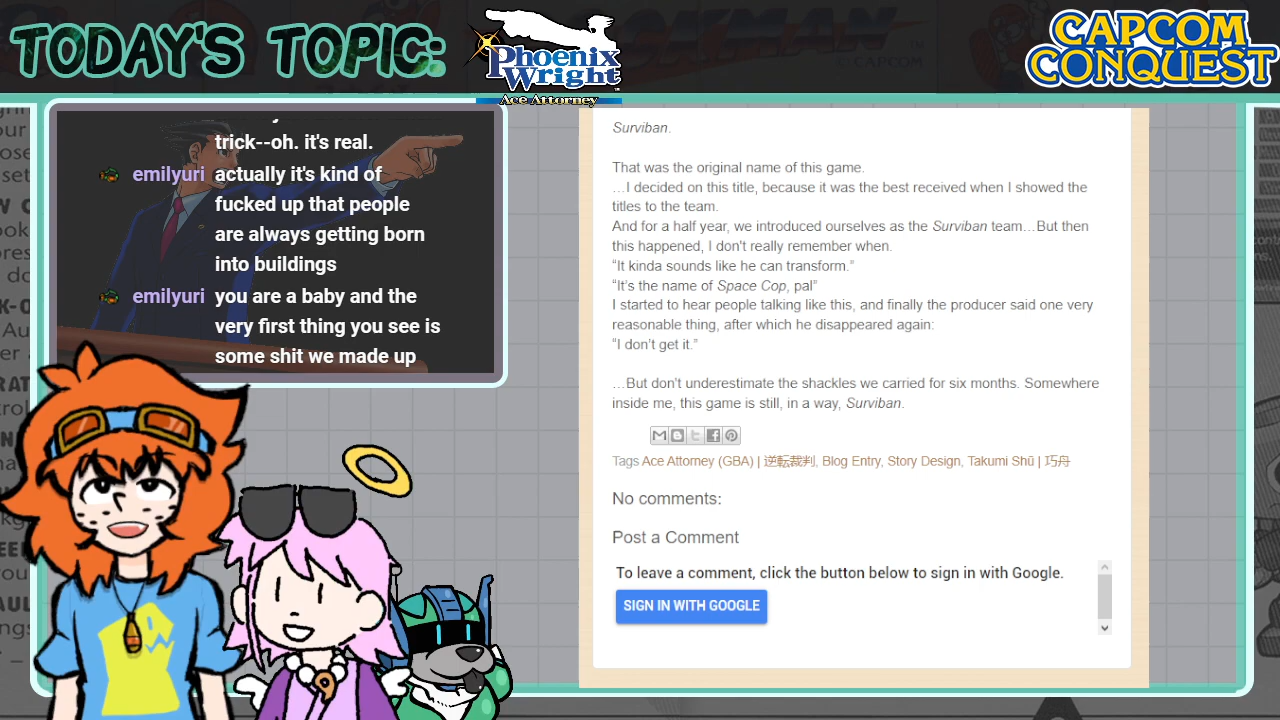 TODAY'S TOPIC:
Phoenix
Wright
Ace Attorney
CAPCOM
CONQUEST
trick--oh. it's real.
emilyuri actually it's kind of
fucked up that people
are always getting born
into buildings
emilyuri you are a baby and the
very first thing you see is
some shit we made up
Surviban.
That was the original name of this game.
…I decided on this title, because it was the best received when I showed the
titles to the team.
And for a half year, we introduced ourselves as the Surviban team…But then
this happened, I don't really remember when.
“It kinda sounds like he can transform.”
“It's the name of Space Cop, pal”
I started to hear people talking like this, and finally the producer said one very
reasonable thing, after which he disappeared again:
“I don't get it.”
…But don't underestimate the shackles we carried for six months. Somewhere
inside me, this game is still, in a way, Surviban.
Tags Ace Attorney (GBA) | 逆転裁判, Blog Entry, Story Design, Takumi Shū | 巧舟
No comments:
Post a Comment
To leave a comment, click the button below to sign in with Google.
SIGN IN WITH GOOGLE